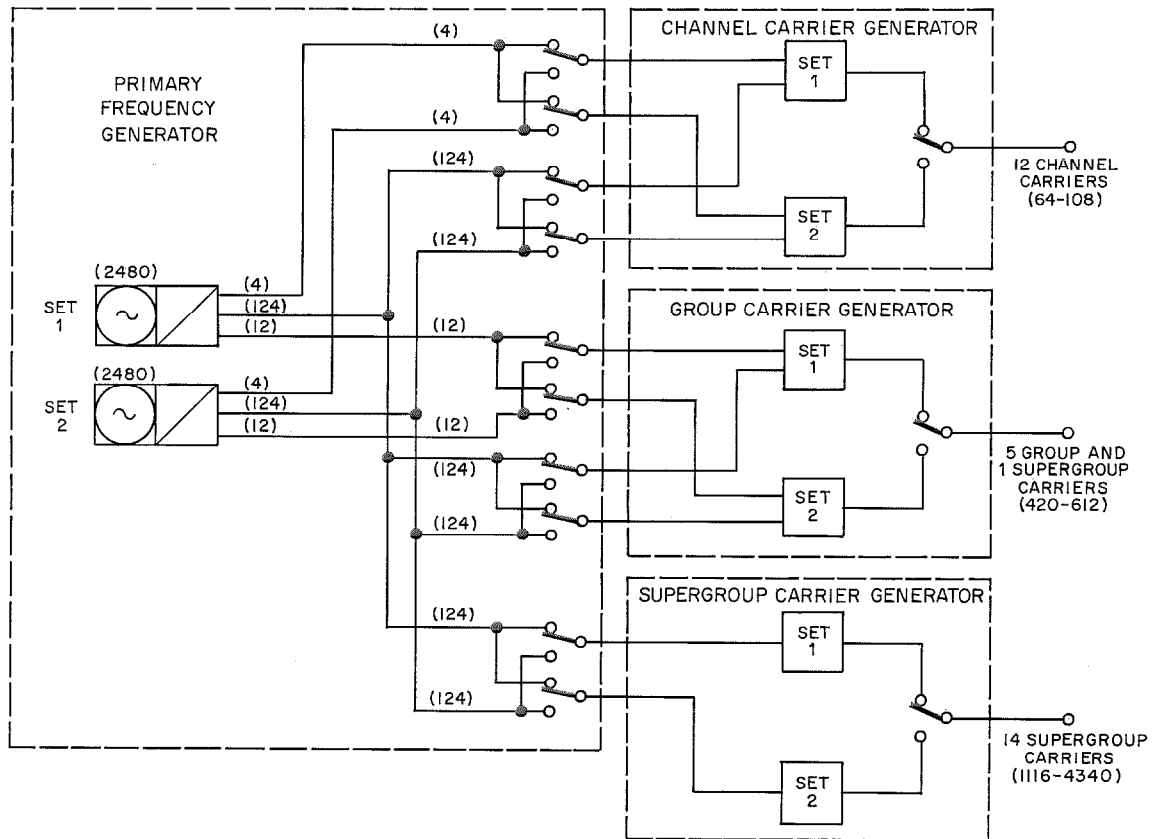 PRIMARY
FREQUENCY
GENERATOR
(4)
(4)
(124)
(124)
(2480)
SET
1
(4)
(124)
(12)
(2480)
SET
2
(4)
(124)
(12)
(12)
(12)
(124)
(124)
(124)
(124)
CHANNEL CARRIER GENERATOR
SET
1
SET
2
12 CHANNEL
CARRIERS
(64-108)
GROUP CARRIER GENERATOR
SET
1
SET
2
5 GROUP AND
1 SUPERGROUP
CARRIERS
(420-612)
SUPERGROUP CARRIER GENERATOR
SET
1
SET
2
14 SUPERGROUP
CARRIERS
(1116-4340)